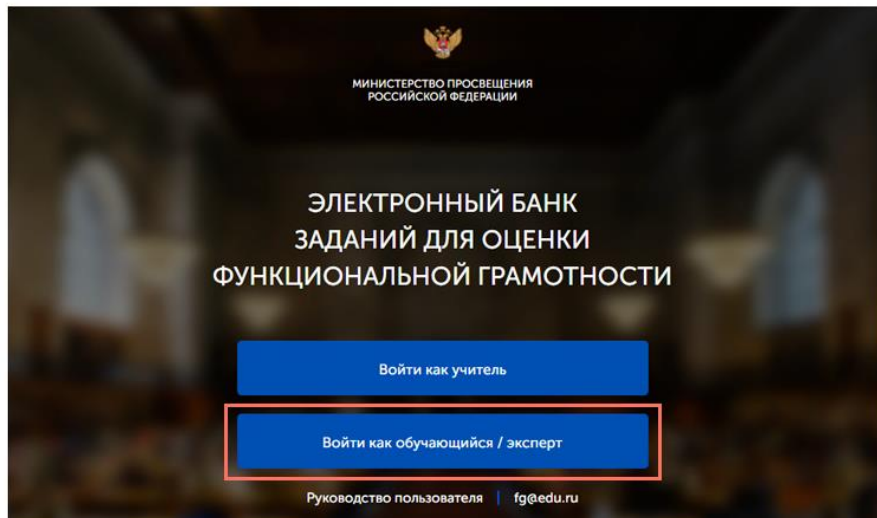 МИНИСТЕРСТВО ПРОСВЕЩЕНИЯ
РОССИЙСКОЙ ФЕДЕРАЦИИ
ЭЛЕКТРОННЫЙ БАНК
ЗАДАНИЙ ДЛЯ ОЦЕНКИ
ФУНКЦИОНАЛЬНОЙ ГРАМОТНОСТИ
Войти как учитель
Войти как обучающийся / эксперт
Руководство пользователя | fg@edu.ru